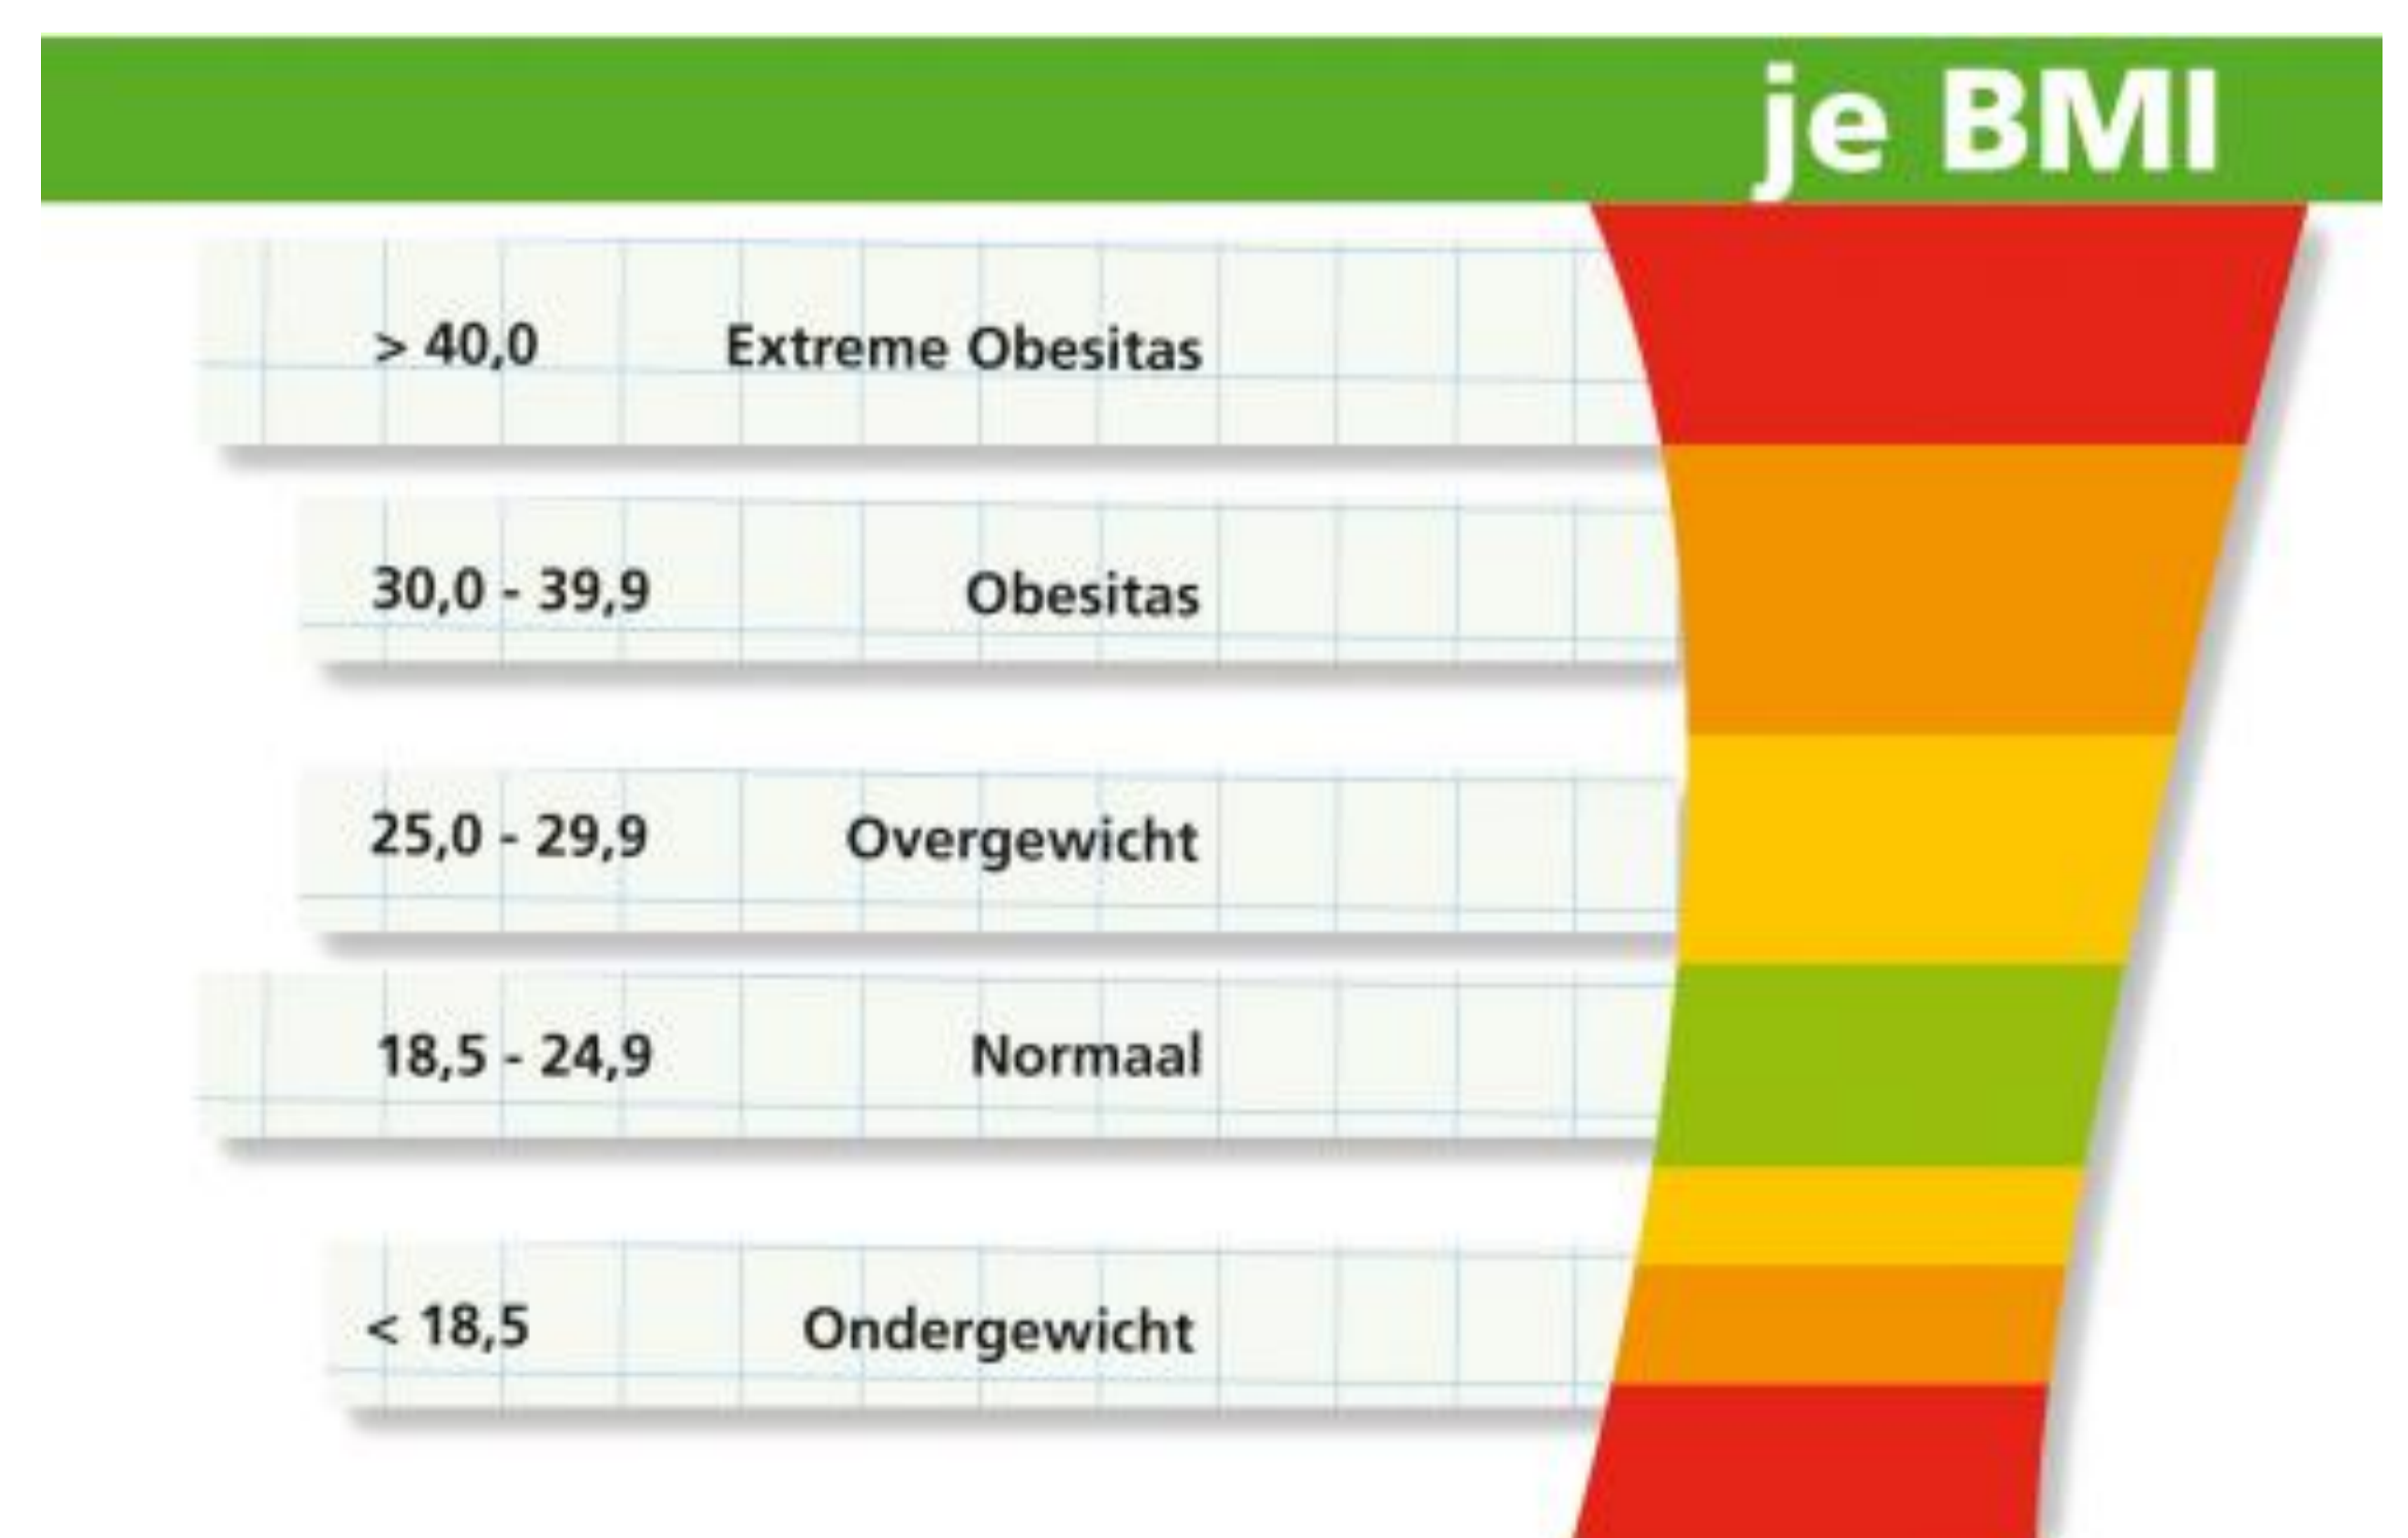 je BMI
> 40,0 Extreme Obesitas
30,0 - 39,9 Obesitas
25,0 - 29,9 Overgewicht
18,5 - 24,9 Normaal
< 18,5 Ondergewicht